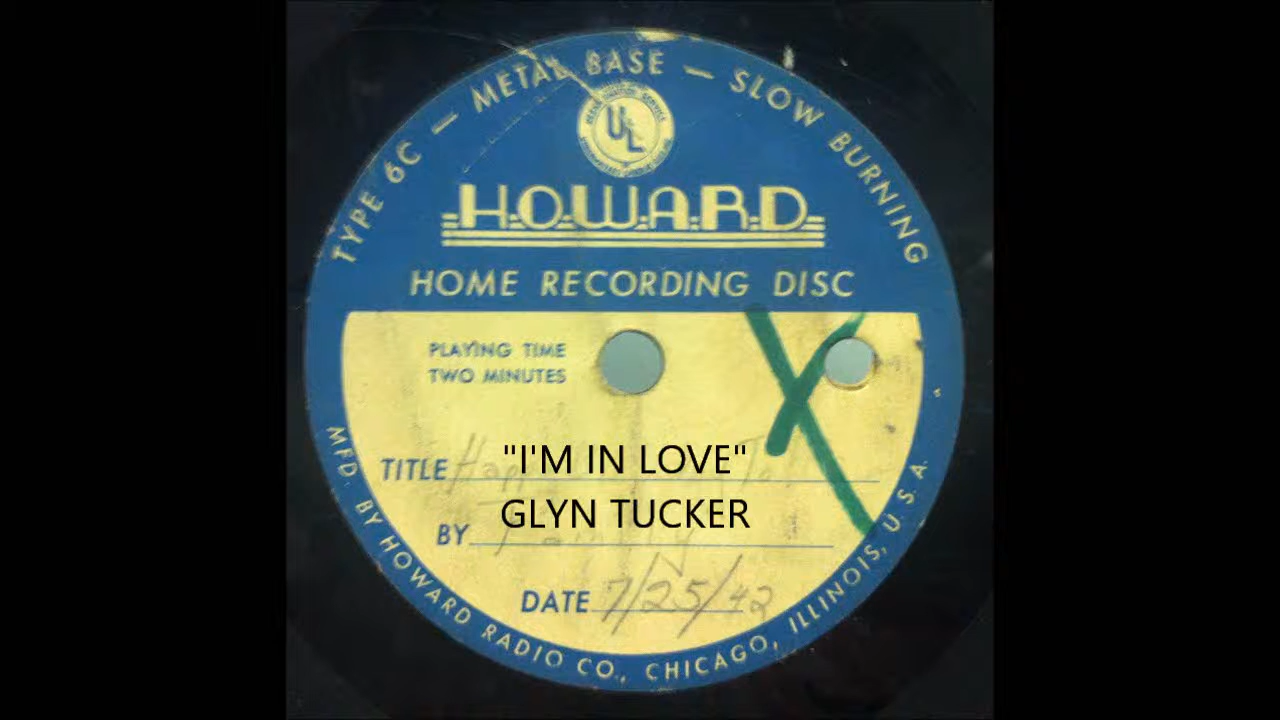 TYPE 6C — METAL BASE — SLOW BURNING
UL
H.O.W.A.R.D.
HOME RECORDING DISC
PLAYING TIME
TWO MINUTES
"I'M IN LOVE"
TITLE
GLYN TUCKER
BY
DATE 7/25/42
MFD. BY HOWARD RADIO CO., CHICAGO, ILLINOIS, U.S.A.